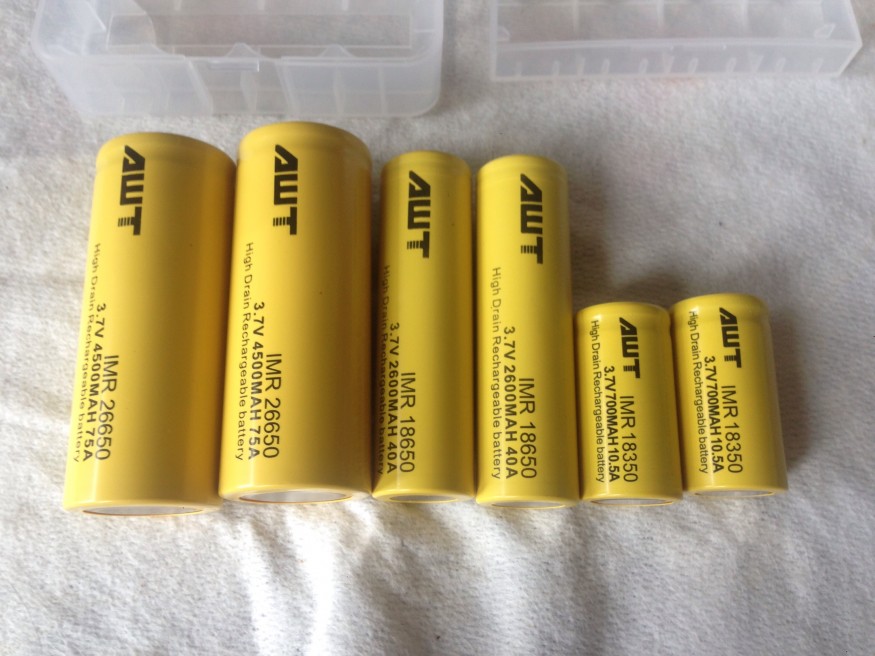 AWT
IMR 26650
3.7V 4500MAH 75A
High Drain Rechargeable battery
AWT
IMR 26650
3.7V 4500MAH 75A
High Drain Rechargeable battery
AWT
IMR 18650
3.7V 2600MAH 40A
High Drain Rechargeable battery
AWT
IMR 18650
3.7V 2600MAH 40A
High Drain Rechargeable battery
AWT
IMR 18350
3.7V700MAH10.5A
High Drain Rechargeable battery
AWT
IMR 18350
3.7V700MAH10.5A
High Drain Rechargeable battery